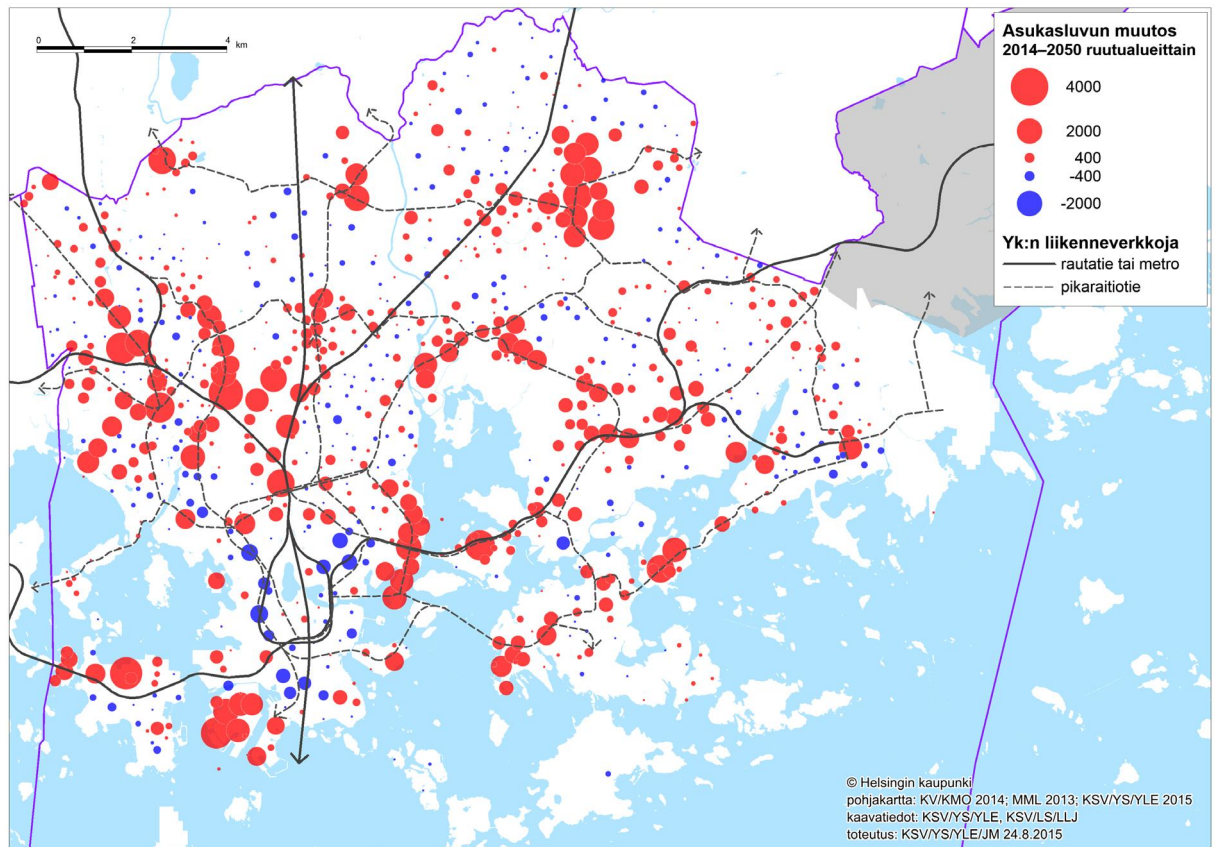 0 2 4
km
Asukasluvun muutos
2014–2050 ruutualueittain
4000
2000
400
-400
-2000
Yk:n liikenneverkkoja
rautatie tai metro
pikaraitiotie
© Helsingin kaupunki
pohjakartta: KV/KMO 2014; MML 2013; KSV/YS/YLE 2015
kaavatiedot: KSV/YS/YLE, KSV/LS/LLJ
toteutus: KSV/YS/YLE/JM 24.8.2015